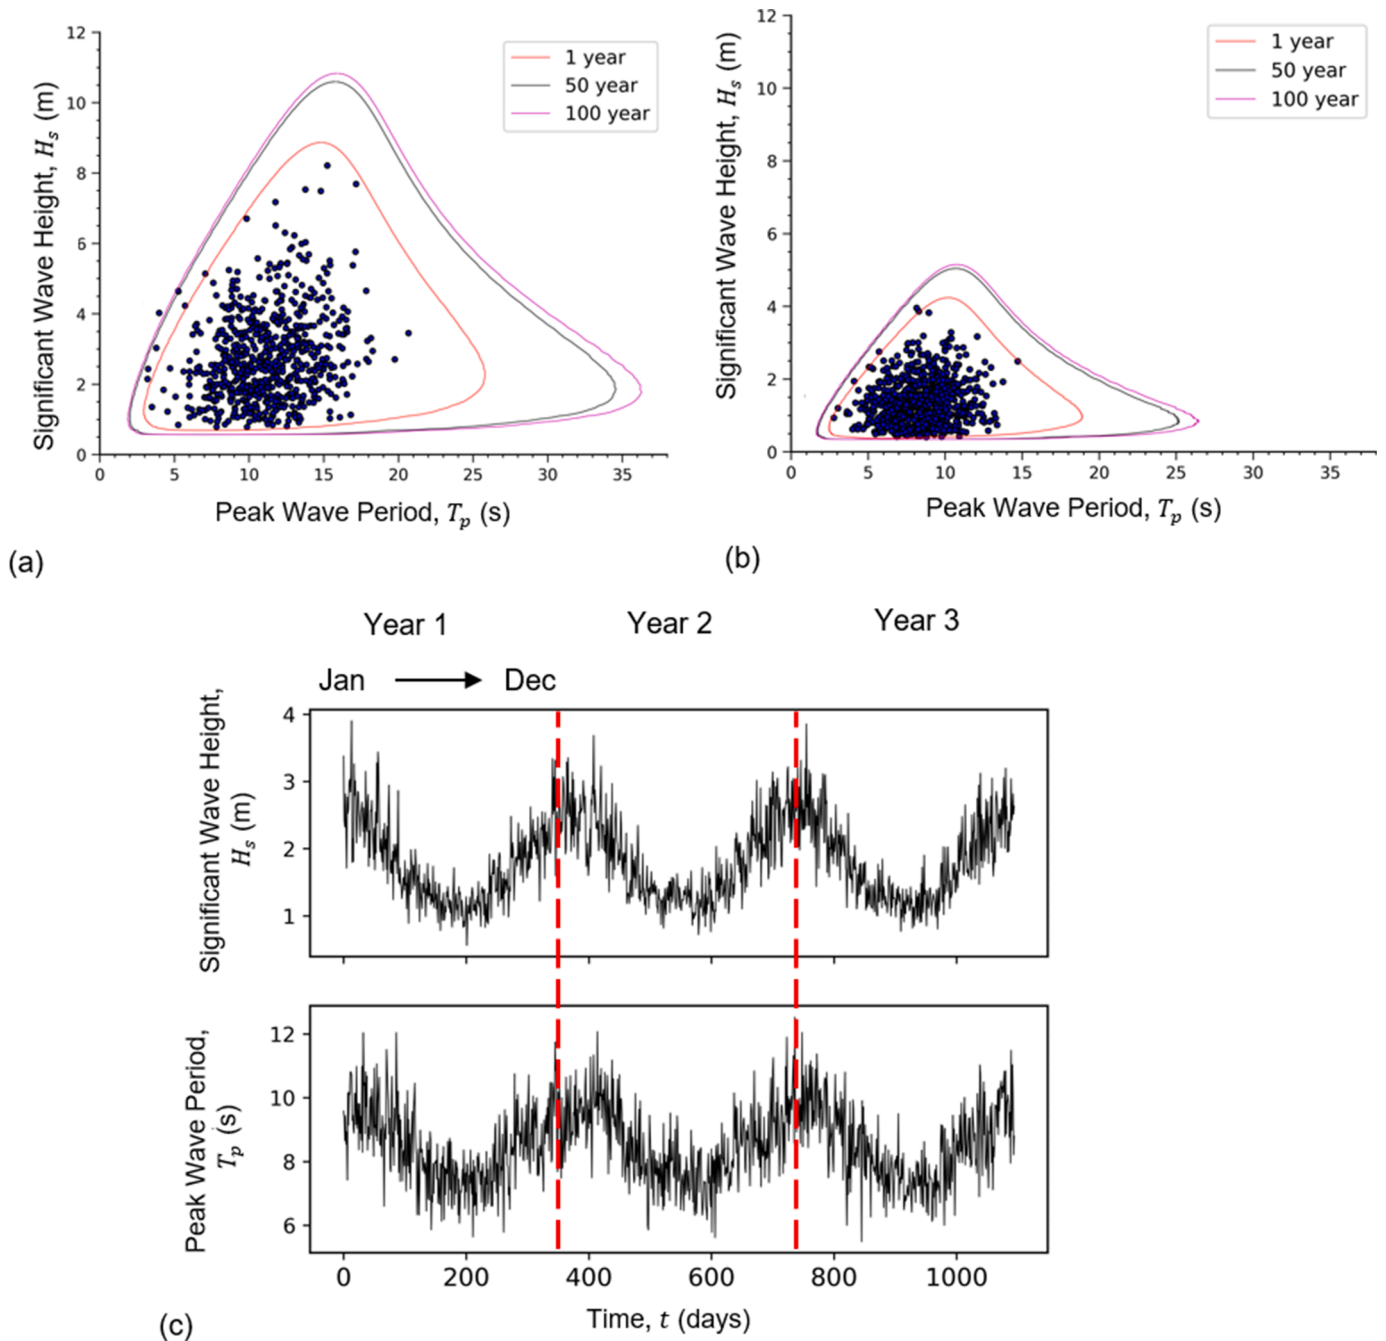 12
10
8
6
4
2
0
Significant Wave Height, Hₛ (m)
1 year
50 year
100 year
0 5 10 15 20 25 30 35
Peak Wave Period, Tₚ (s)
(a)
12
10
8
6
4
2
0
Significant Wave Height, Hₛ (m)
1 year
50 year
100 year
0 5 10 15 20 25 30 35
Peak Wave Period, Tₚ (s)
(b)
Year 1 Year 2 Year 3
Jan Dec
Significant Wave Height,
Hₛ (m)
4
3
2
1
Peak Wave Period,
Tₚ (s)
12
10
8
6
0 200 400 600 800 1000
Time, t (days)
(c)